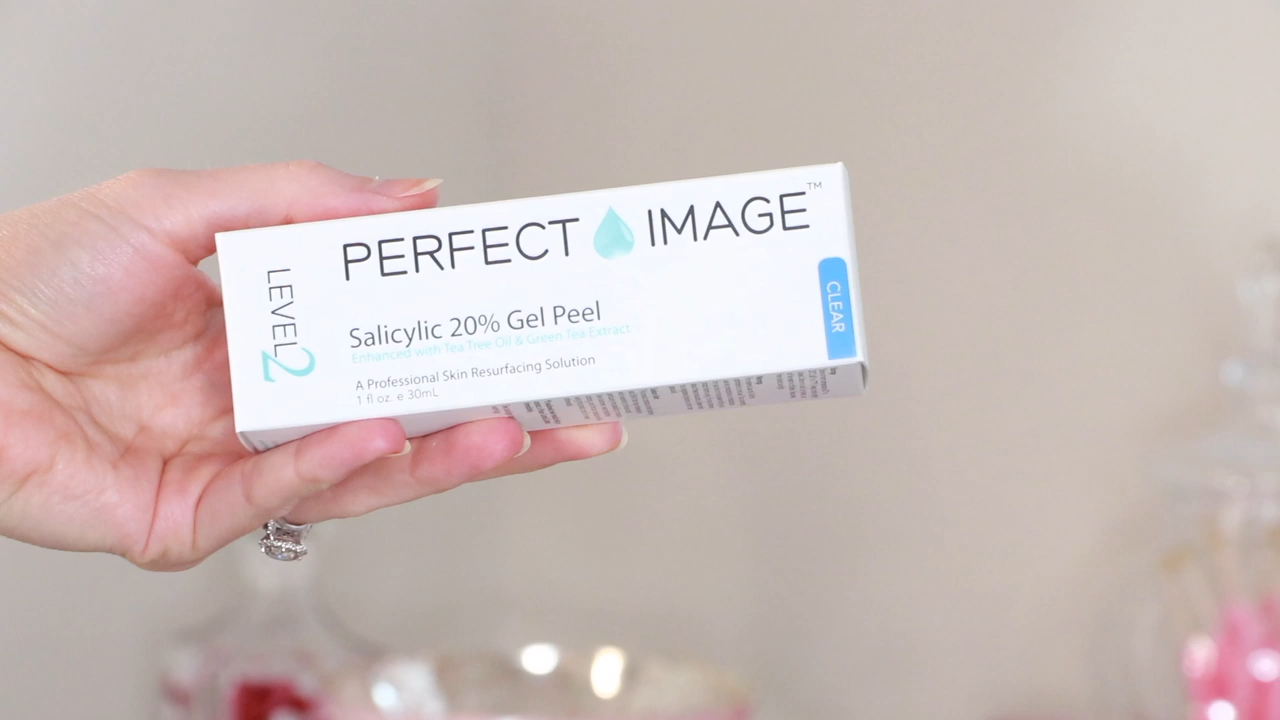 PERFECT IMAGE™
LEVEL 2
Salicylic 20% Gel Peel
Enhanced with Tea Tree Oil & Green Tea Extract
A Professional Skin Resurfacing Solution
1 fl oz. e 30mL
CLEAR